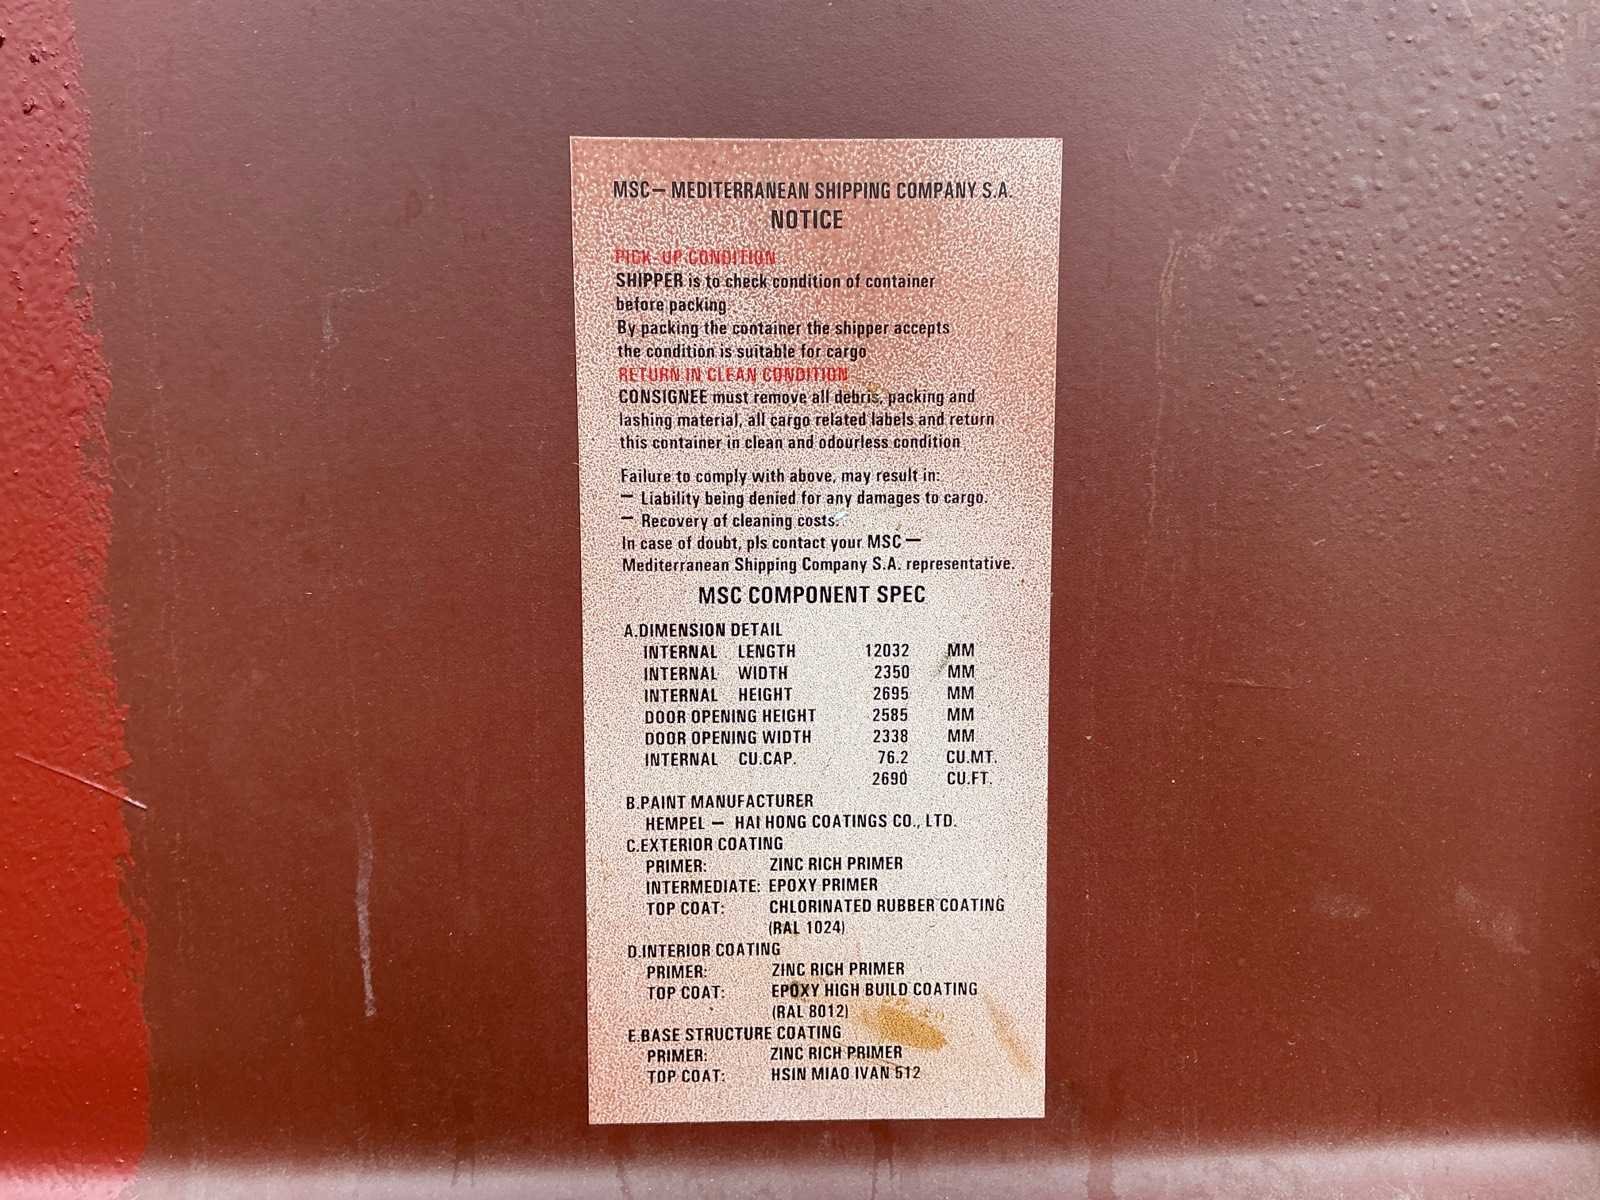 MSC — MEDITERRANEAN SHIPPING COMPANY S.A.
NOTICE
PICK-UP CONDITION
SHIPPER is to check condition of container
before packing
By packing the container the shipper accepts
the condition is suitable for cargo
RETURN IN CLEAN CONDITION
CONSIGNEE must remove all debris, packing and
lashing material, all cargo related labels and return
this container in clean and odourless condition
Failure to comply with above, may result in:
— Liability being denied for any damages to cargo.
— Recovery of cleaning costs.
In case of doubt, pls contact your MSC —
Mediterranean Shipping Company S.A. representative.
MSC COMPONENT SPEC
A.DIMENSION DETAIL
INTERNAL LENGTH 12032 MM
INTERNAL WIDTH 2350 MM
INTERNAL HEIGHT 2695 MM
DOOR OPENING HEIGHT 2585 MM
DOOR OPENING WIDTH 2338 MM
INTERNAL CU.CAP. 76.2 CU.MT.
2690 CU.FT.
B.PAINT MANUFACTURER
HEMPEL — HAI HONG COATINGS CO., LTD.
C.EXTERIOR COATING
PRIMER: ZINC RICH PRIMER
INTERMEDIATE: EPOXY PRIMER
TOP COAT: CHLORINATED RUBBER COATING
(RAL 1024)
D.INTERIOR COATING
PRIMER: ZINC RICH PRIMER
TOP COAT: EPOXY HIGH BUILD COATING
(RAL 8012)
E.BASE STRUCTURE COATING
PRIMER: ZINC RICH PRIMER
TOP COAT: HSIN MIAO IVAN 512